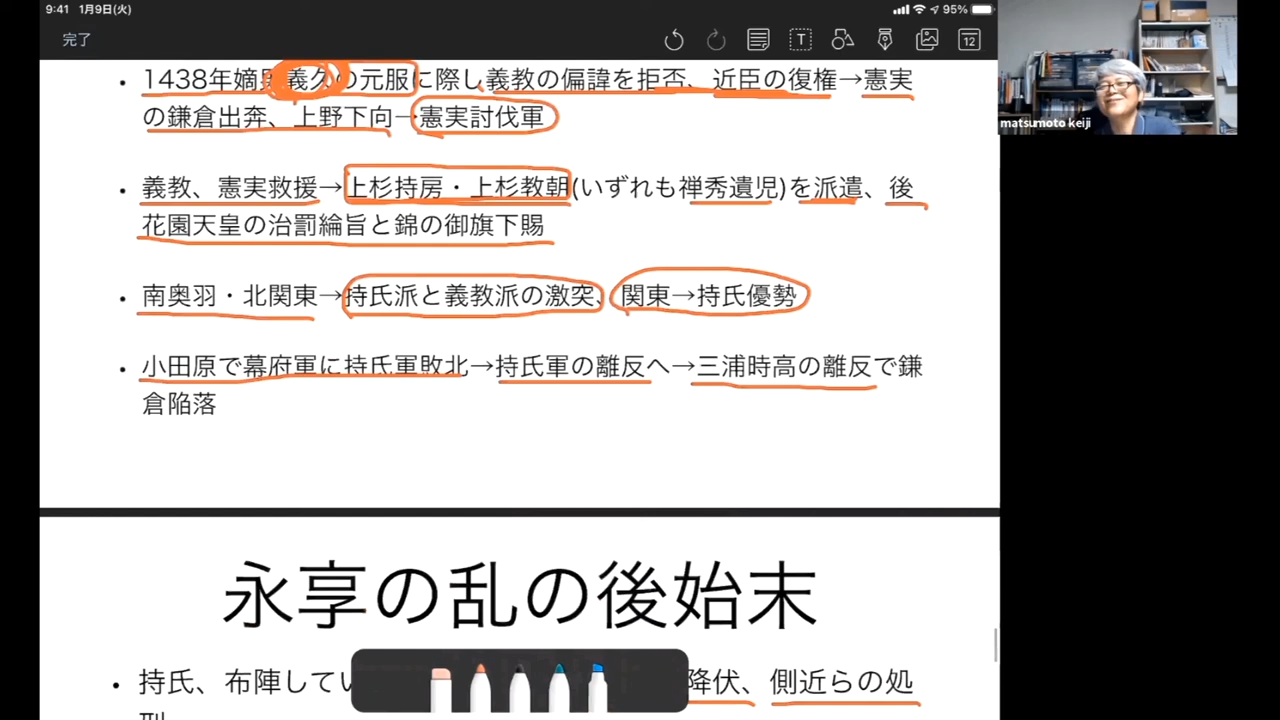 9:41 1月9日(火)
95%
完了
T
12
• 1438年嫡男義久の元服に際し義教の偏諱を拒否、近臣の復権→憲実
の鎌倉出奔、上野下向→憲実討伐軍
• 義教、憲実救援→上杉持房・上杉教朝(いずれも禅秀遺児)を派遣、後
花園天皇の治罰綸旨と錦の御旗下賜
• 南奥羽・北関東→持氏派と義教派の激突、関東→持氏優勢
• 小田原で幕府軍に持氏軍敗北→持氏軍の離反へ→三浦時高の離反で鎌
倉陥落
永享の乱の後始末
• 持氏、布陣してい
降伏、側近らの処
matsumoto keiji